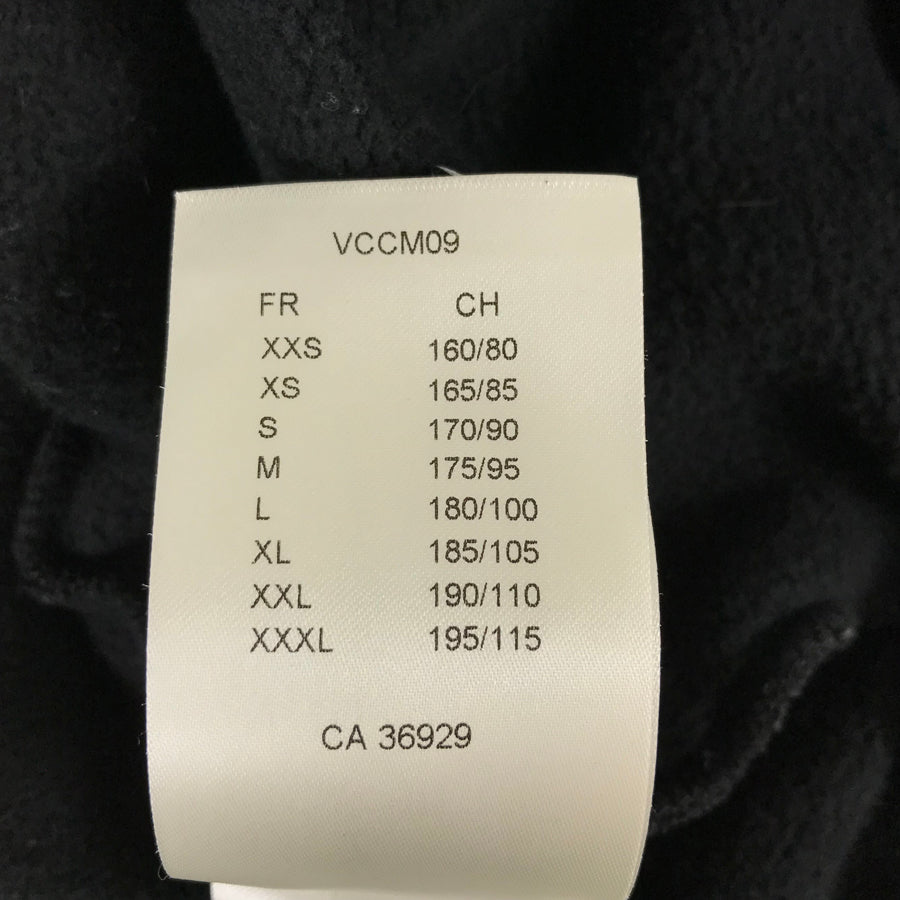 VCCM09
FR CH
XXS 160/80
XS 165/85
S 170/90
M 175/95
L 180/100
XL 185/105
XXL 190/110
XXXL 195/115
CA 36929